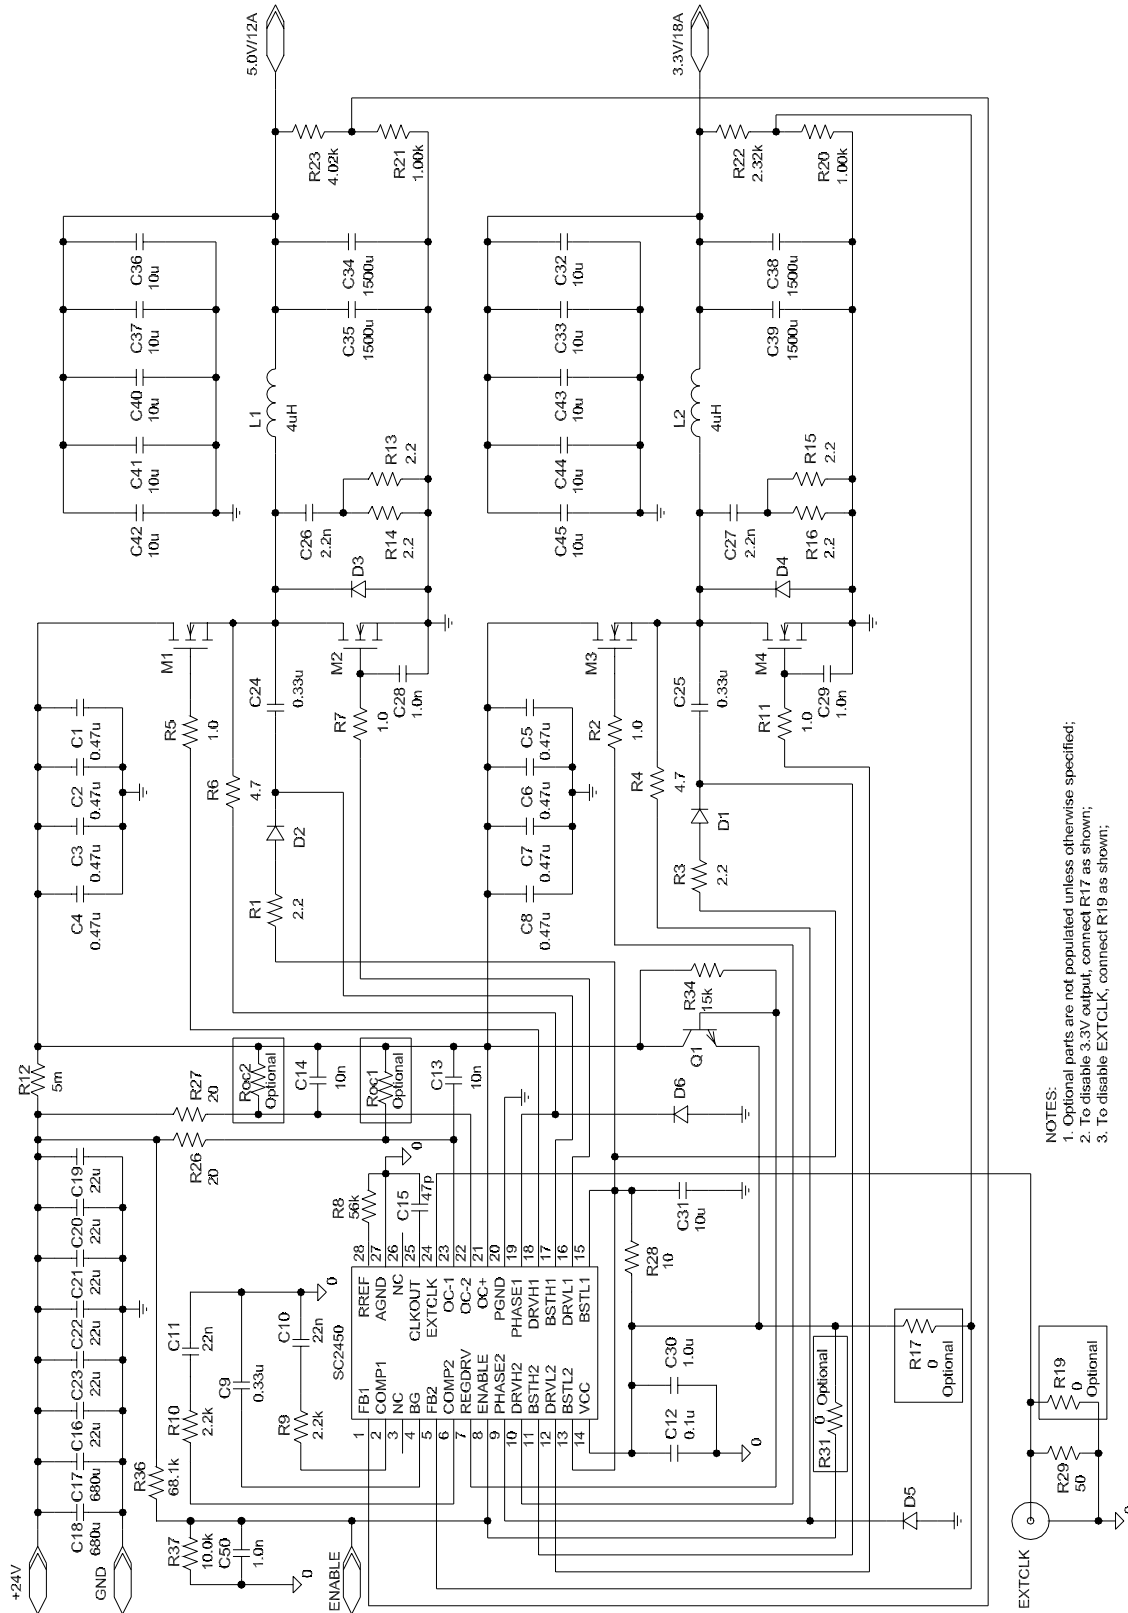 +24V
GND
C18
680u
C17
680u
C16
22u
C23
22u
C22
22u
C21
22u
C20
22u
C19
22u
R12
5m
C4
0.47u
C3
0.47u
C2
0.47u
C1
0.47u
C42
10u
C41
10u
C40
10u
C37
10u
C36
10u
5.0V/12A
R37
10.0k
C50
1.0n
0
ENABLE
R36
68.1k
R10
2.2k
C11
22n
C9
0.33u
R9
2.2k
C10
22n
0
R26
20
R27
20
Roc2
Optional
C14
10n
Roc1
Optional
C13
10n
R8
56k
C15
47p
0
R5
1.0
M1
R6
4.7
R1
2.2
D2
C24
0.33u
R7
1.0
M2
C28
1.0n
D3
C26
2.2n
R14
2.2
R13
2.2
L1
4uH
C35
1500u
C34
1500u
R23
4.02k
R21
1.00k
SC2450
1
FB1
2
COMP1
3
NC
4
BG
5
FB2
6
COMP2
7
REGDRV
8
ENABLE
9
PHASE2
10
DRVH2
11
BSTH2
12
DRVL2
13
BSTL2
14
VCC
28
RREF
27
AGND
26
NC
25
CLKOUT
24
EXTCLK
23
OC-1
22
OC-2
21
OC+
20
PGND
19
PHASE1
18
DRVH1
17
BSTH1
16
DRVL1
15
BSTL1
C8
0.47u
C7
0.47u
C6
0.47u
C5
0.47u
C45
10u
C44
10u
C43
10u
C33
10u
C32
10u
3.3V/18A
R2
1.0
M3
R4
4.7
R3
2.2
D1
C25
0.33u
R11
1.0
M4
C29
1.0n
D4
C27
2.2n
R16
2.2
R15
2.2
L2
4uH
C39
1500u
C38
1500u
R22
2.32k
R20
1.00k
D6
Q1
R34
15k
R28
10
C31
10u
C12
0.1u
C30
1.0u
0
R31
0 Optional
R17
0
Optional
D5
EXTCLK
R29
50
R19
0
Optional
0
NOTES:
1. Optional parts are not populated unless otherwise specified;
2. To disable 3.3V output, connect R17 as shown;
3. To disable EXTCLK, connect R19 as shown;